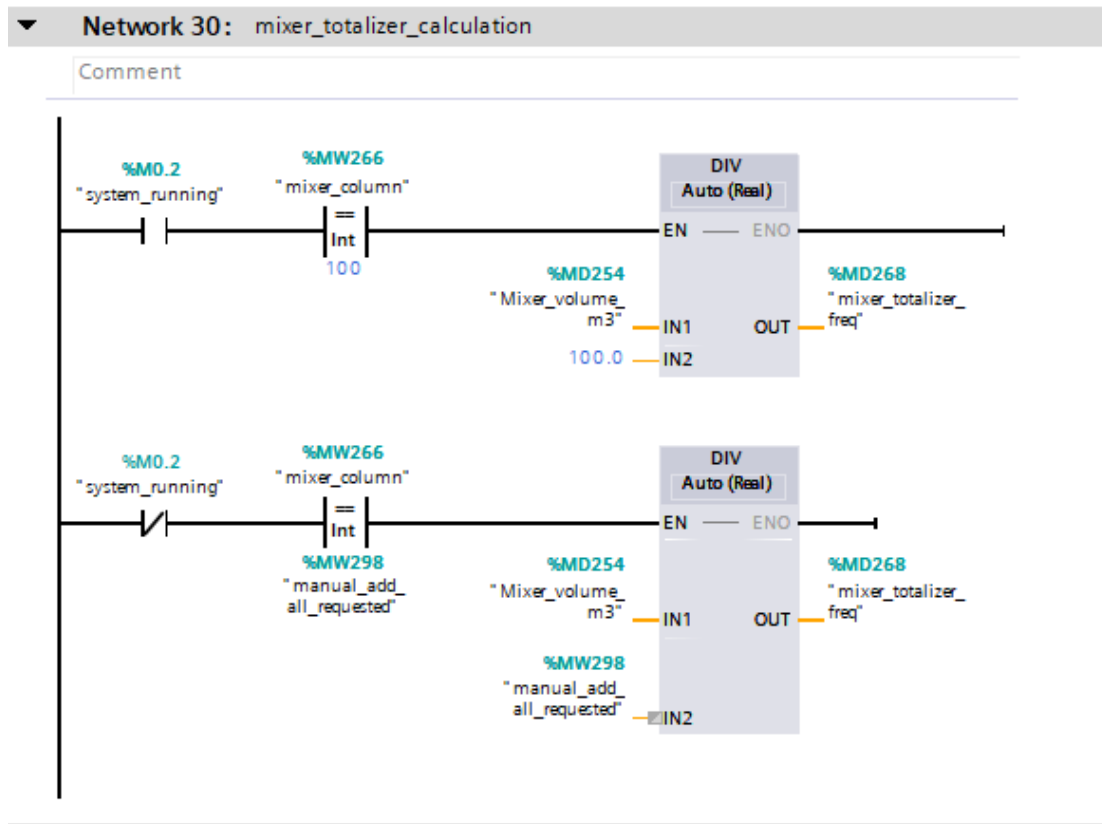 Network 30: mixer_totalizer_calculation
Comment
%M0.2
"system_running"
%MW266
"mixer_column"
==
Int
100
DIV
Auto (Real)
EN
ENO
%MD254
"Mixer_volume_
m3"
IN1
100.0
IN2
OUT
%MD268
"mixer_totalizer_
freq"
%M0.2
"system_running"
%MW266
"mixer_column"
==
Int
%MW298
"manual_add_
all_requested"
DIV
Auto (Real)
EN
ENO
%MD254
"Mixer_volume_
m3"
IN1
%MW298
"manual_add_
all_requested"
IN2
OUT
%MD268
"mixer_totalizer_
freq"